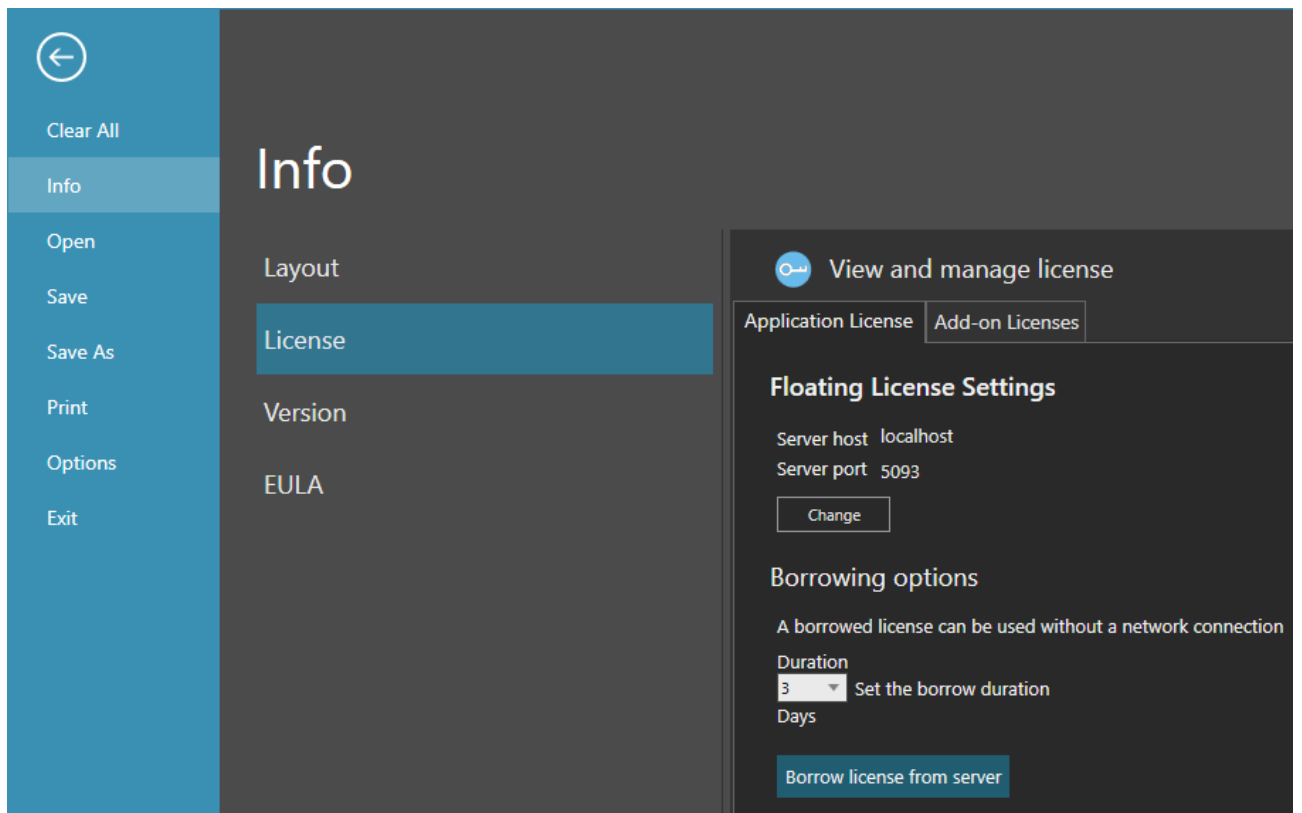 Clear All
Info
Open
Save
Save As
Print
Options
Exit
Info
Layout
License
Version
EULA
View and manage license
Application License
Add-on Licenses
Floating License Settings
Server host localhost
Server port 5093
Change
Borrowing options
A borrowed license can be used without a network connection
Duration
3 Set the borrow duration
Days
Borrow license from server